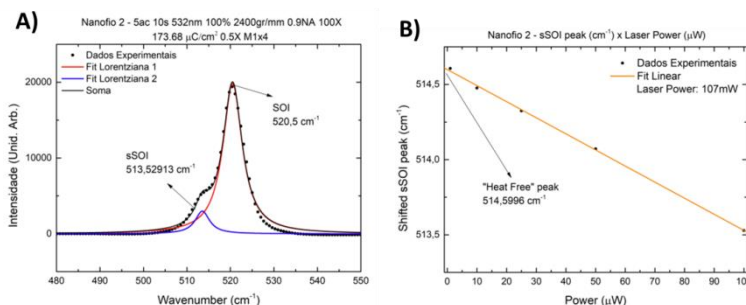 A)
Nanofio 2 - 5ac 10s 532nm 100% 2400gr/mm 0.9NA 100X
173.68 μC/cm² 0.5X M1x4
Dados Experimentais
Fit Lorentziana 1
Fit Lorentziana 2
Soma
SOI
520,5 cm⁻¹
sSOI
513,52913 cm⁻¹
Intensidade (Unid. Arb.)
20000
10000
0
480 490 500 510 520 530 540 550
Wavenumber (cm⁻¹)
B)
Nanofio 2 - sSOI peak (cm⁻¹) x Laser Power (μW)
Dados Experimentais
Fit Linear
Laser Power: 107mW
"Heat Free" peak
514,5996 cm⁻¹
Shifted sSOI peak (cm⁻¹)
514,5
514,0
513,5
0 20 40 60 80 100
Power (μW)